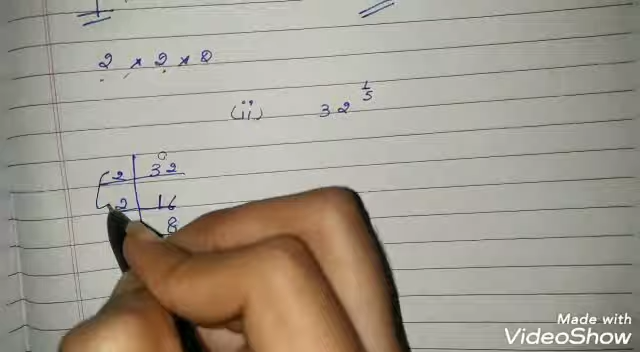 2 × 2 × 2
(ii) 32^1/5
2 | 32
2 | 16
8
Made with
VideoShow